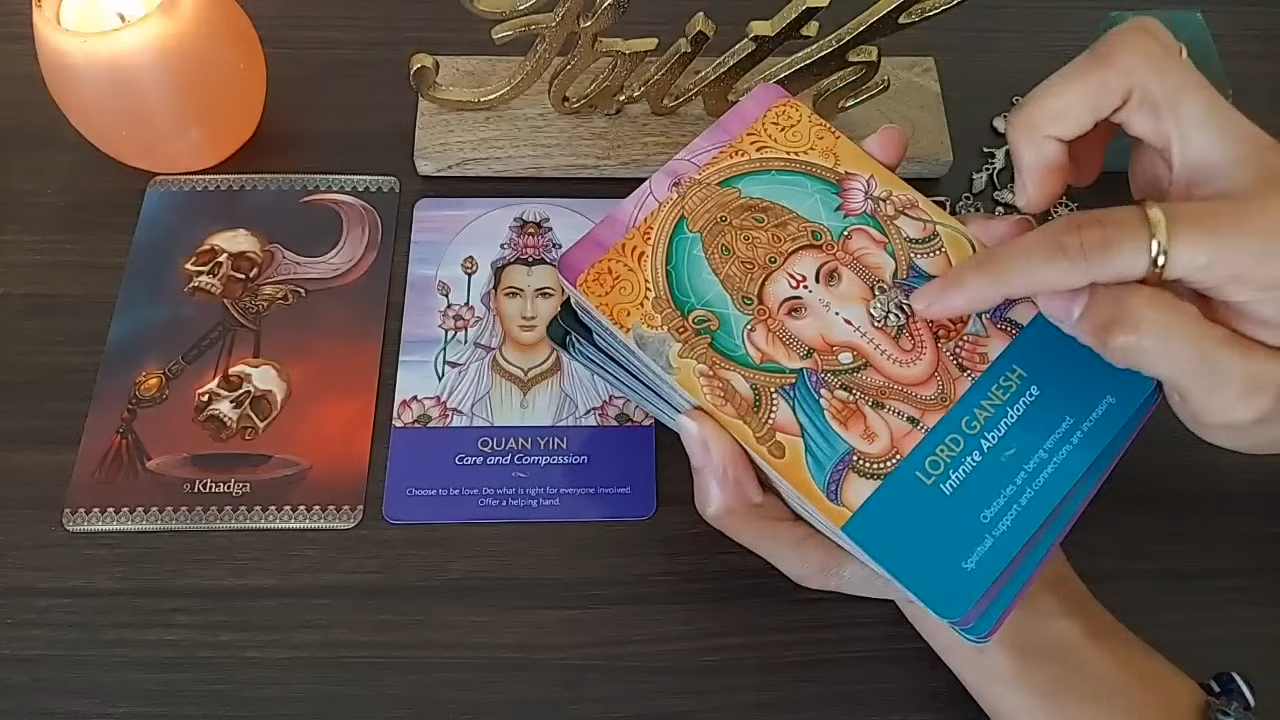 Faith
9. Khadga
QUAN YIN
Care and Compassion
Choose to be love. Do what is right for everyone involved.
Offer a helping hand.
LORD GANESH
Infinite Abundance
Obstacles are being removed.
Spiritual support and connections are increasing.